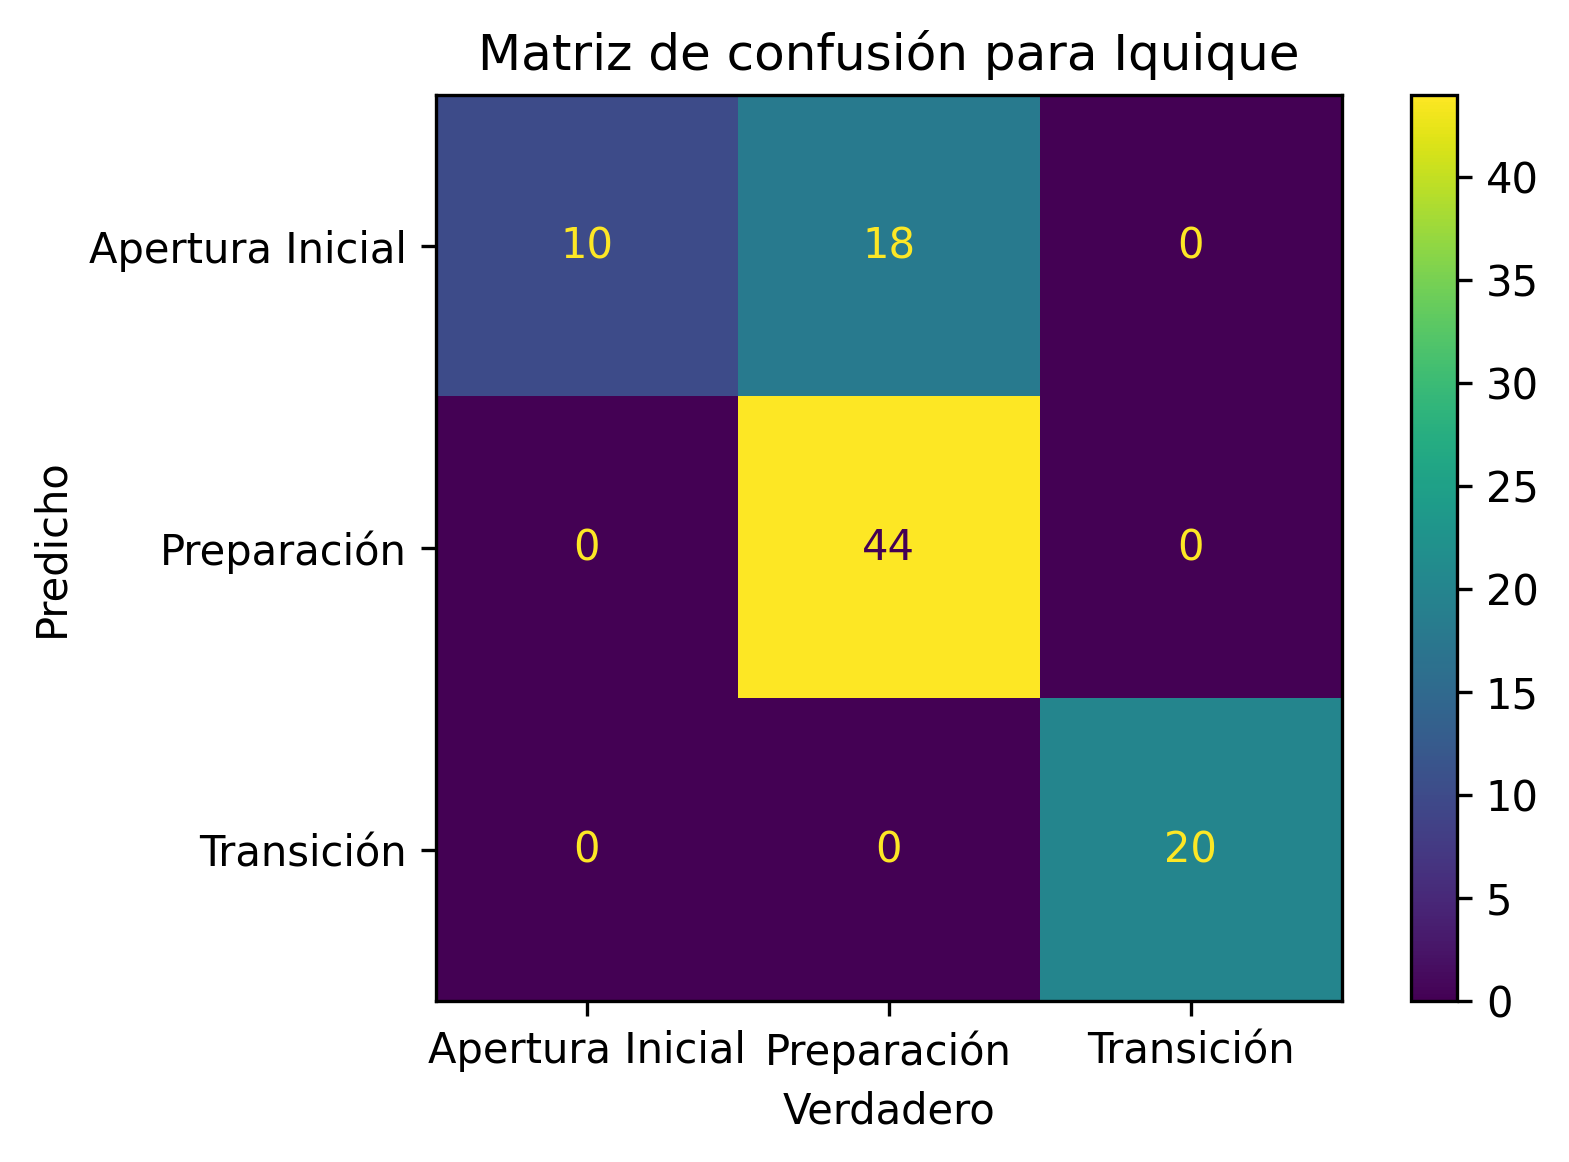 Matriz de confusión para Iquique
Predicho
Apertura Inicial
10 18 0
Preparación
0 44 0
Transición
0 0 20
Apertura Inicial Preparación Transición
Verdadero
40
35
30
25
20
15
10
5
0